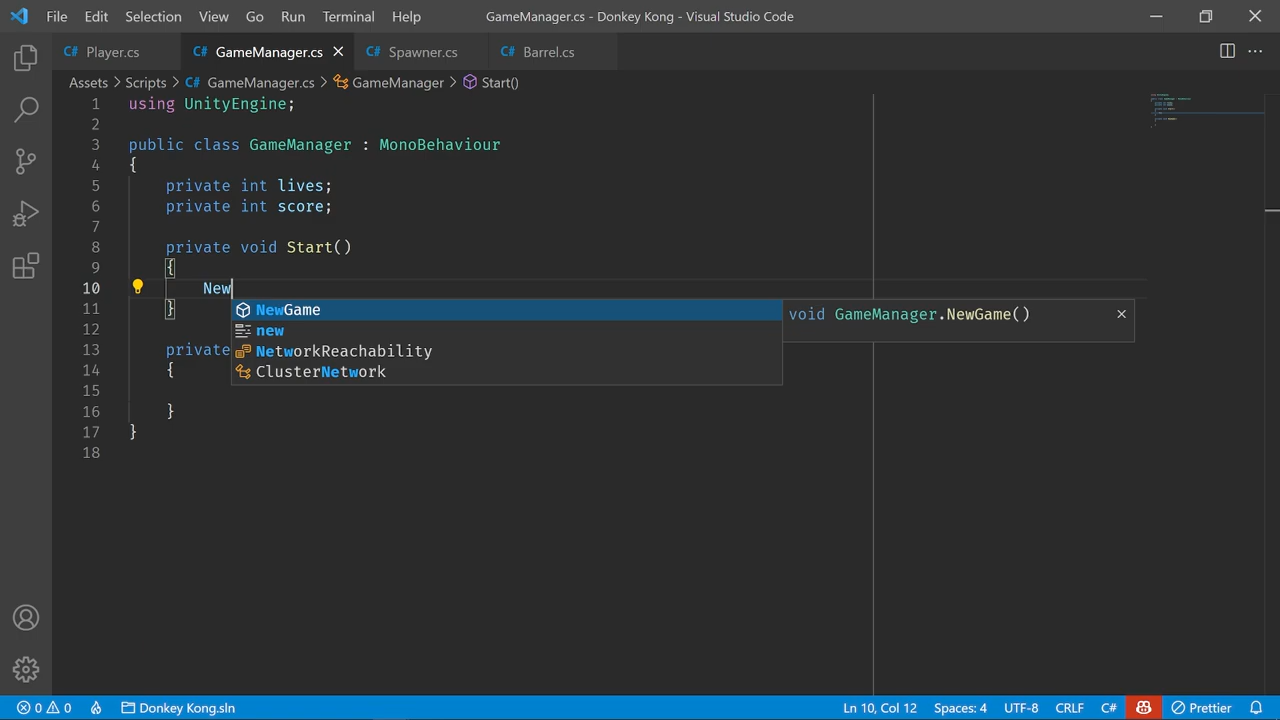 File Edit Selection View Go Run Terminal Help GameManager.cs - Donkey Kong - Visual Studio Code
C# Player.cs C# GameManager.cs C# Spawner.cs C# Barrel.cs
Assets > Scripts > C# GameManager.cs > GameManager > Start()
1 using UnityEngine;
2
3 public class GameManager : MonoBehaviour
4 {
5 private int lives;
6 private int score;
7
8 private void Start()
9 {
10 New
NewGame void GameManager.NewGame()
11 }
new
12
NetworkReachability
13 private
ClusterNetwork
14 {
15
16 }
17 }
18
0 0 Donkey Kong.sln Ln 10, Col 12 Spaces: 4 UTF-8 CRLF C# Prettier